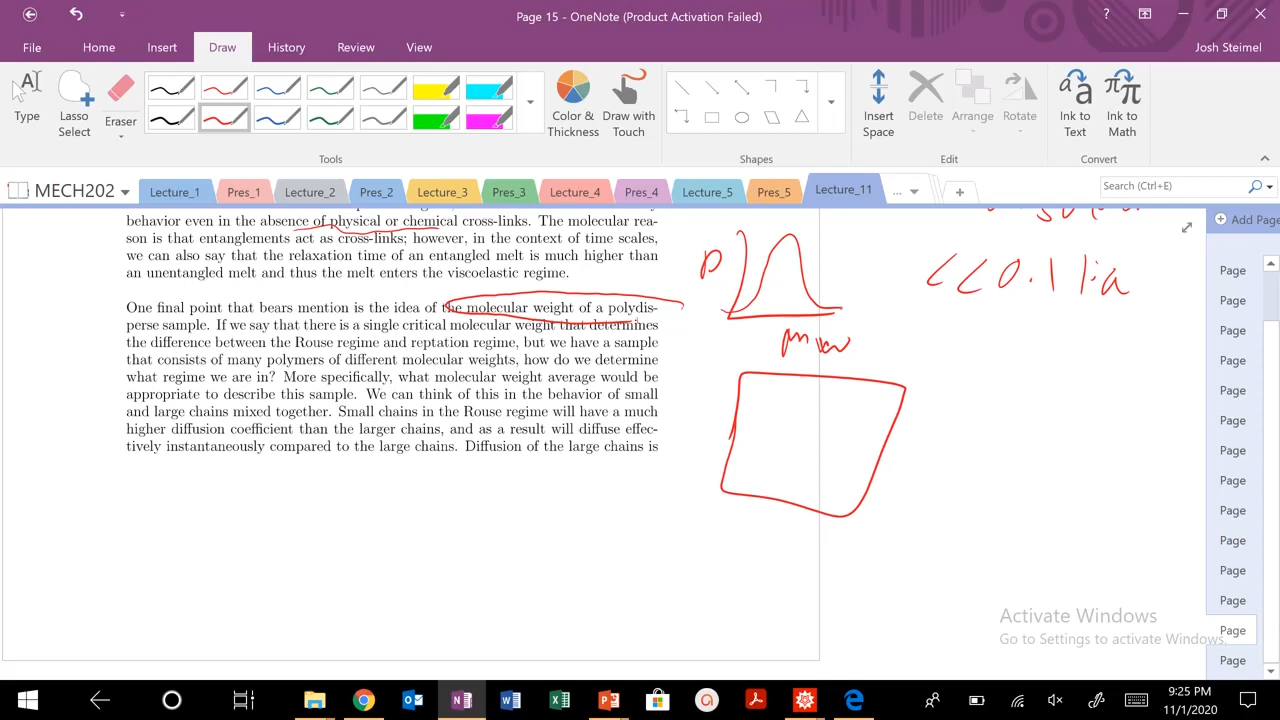 Page 15 - OneNote (Product Activation Failed)
?
File Home Insert Draw History Review View Josh Steimel
Type
Lasso Select
Eraser
Color & Thickness
Draw with Touch
Insert Space
Delete
Arrange
Rotate
Ink to Text
Ink to Math
Tools Shapes Edit Convert
MECH202 Lecture_1 Pres_1 Lecture_2 Pres_2 Lecture_3 Pres_3 Lecture_4 Pres_4 Lecture_5 Pres_5 Lecture_11 ... Search (Ctrl+E)
Add Page
behavior even in the absence of physical or chemical cross-links. The molecular rea-
son is that entanglements act as cross-links; however, in the context of time scales,
we can also say that the relaxation time of an entangled melt is much higher than
an unentangled melt and thus the melt enters the viscoelastic regime.
One final point that bears mention is the idea of the molecular weight of a polydis-
perse sample. If we say that there is a single critical molecular weight that determines
the difference between the Rouse regime and reptation regime, but we have a sample
that consists of many polymers of different molecular weights, how do we determine
what regime we are in? More specifically, what molecular weight average would be
appropriate to describe this sample. We can think of this in the behavior of small
and large chains mixed together. Small chains in the Rouse regime will have a much
higher diffusion coefficient than the larger chains, and as a result will diffuse effec-
tively instantaneously compared to the large chains. Diffusion of the large chains is
P
mw
<< 0.1
Page
Page
Page
Page
Page
Page
Page
Page
Page
Page
Page
Page
Page
Page
Activate Windows
Go to Settings to activate Windows.
9:25 PM
11/1/2020